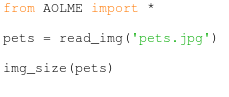 from AOLME import *
pets = read_img('pets.jpg')
img_size(pets)